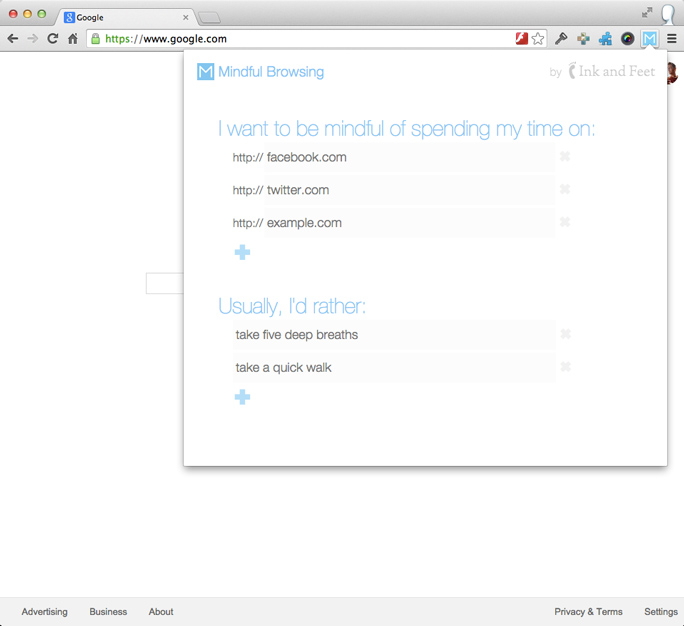 Google
https://www.google.com
M Mindful Browsing
by Ink and Feet
I want to be mindful of spending my time on:
http:// facebook.com
http:// twitter.com
http:// example.com
Usually, I'd rather:
take five deep breaths
take a quick walk
Advertising Business About Privacy & Terms Settings